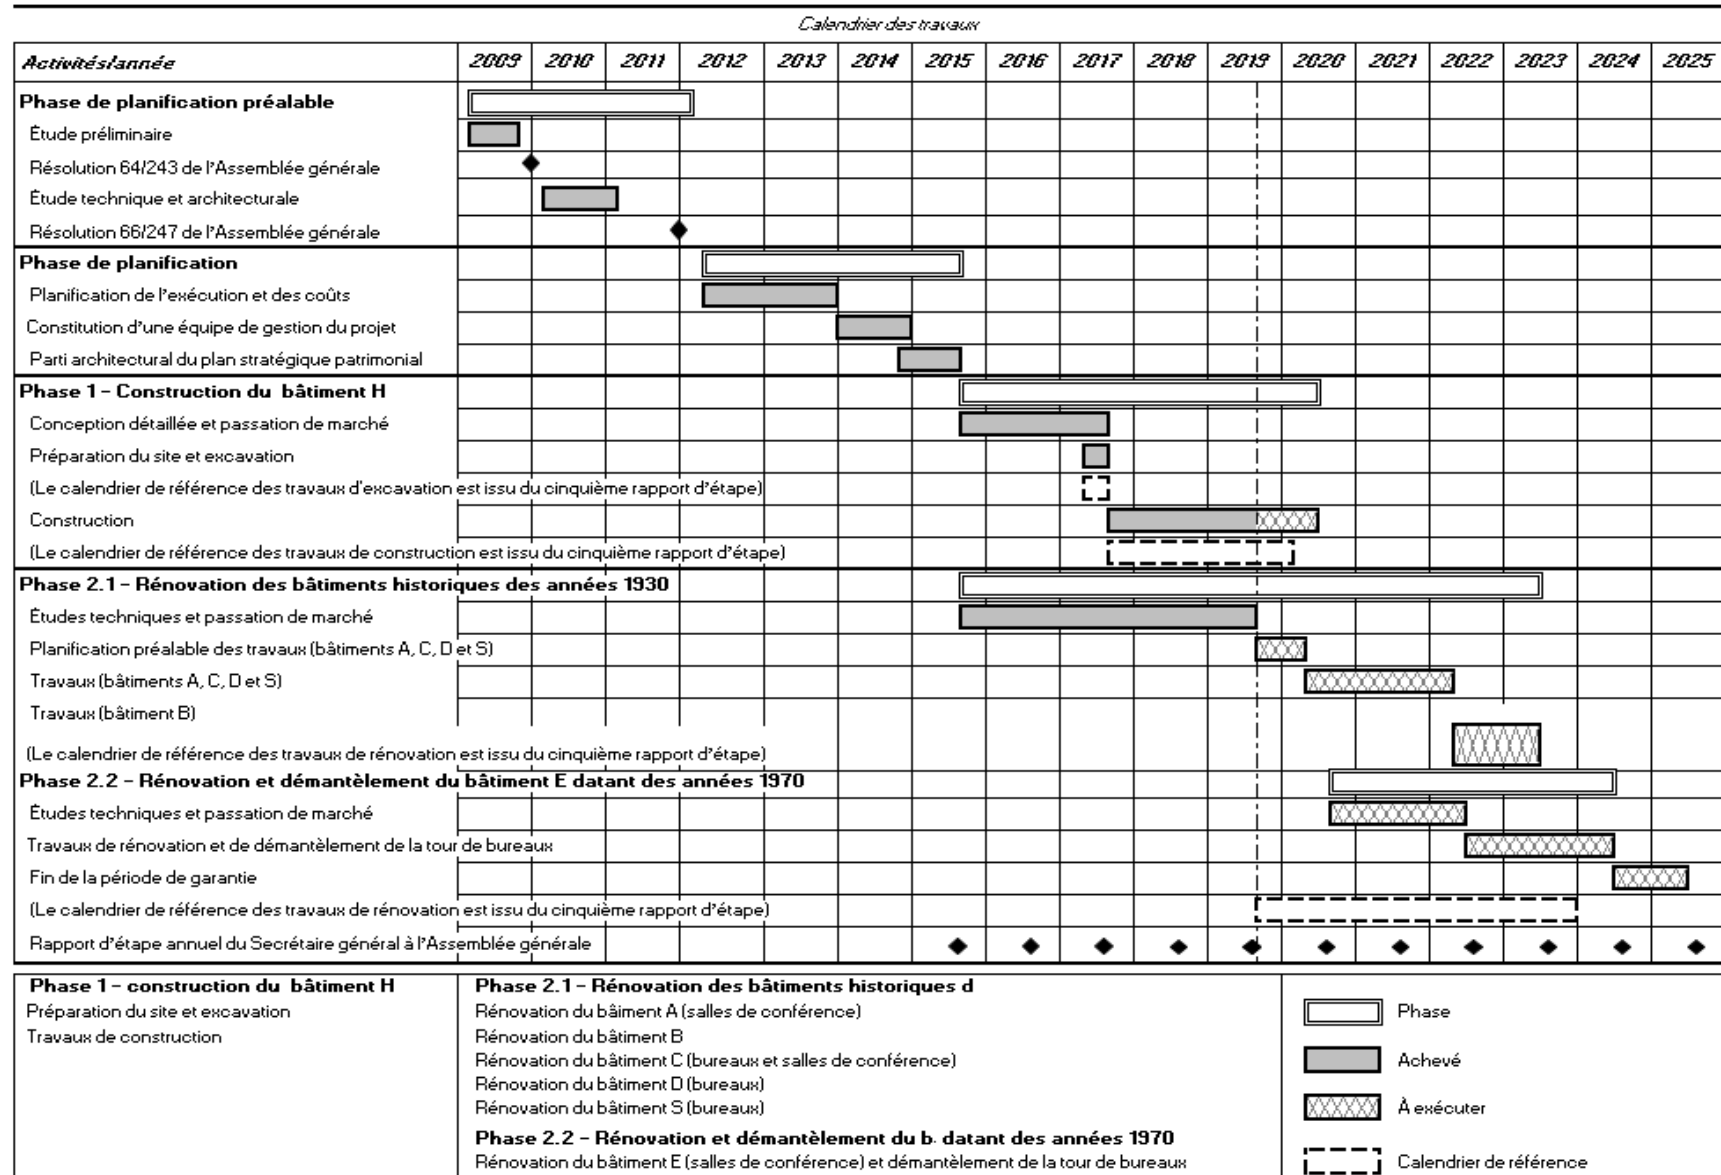 Calendrier des travaux
Activités/année 2009 2010 2011 2012 2013 2014 2015 2016 2017 2018 2019 2020 2021 2022 2023 2024 2025
Phase de planification préalable
Étude préliminaire
Résolution 64/243 de l'Assemblée générale
Étude technique et architecturale
Résolution 66/247 de l'Assemblée générale
Phase de planification
Planification de l'exécution et des coûts
Constitution d'une équipe de gestion du projet
Parti architectural du plan stratégique patrimonial
Phase 1 - Construction du bâtiment H
Conception détaillée et passation de marché
Préparation du site et excavation
(Le calendrier de référence des travaux d'excavation est issu du cinquième rapport d'étape)
Construction
(Le calendrier de référence des travaux de construction est issu du cinquième rapport d'étape)
Phase 2.1 - Rénovation des bâtiments historiques des années 1930
Études techniques et passation de marché
Planification préalable des travaux (bâtiments A, C, D et S)
Travaux (bâtiments A, C, D et S)
Travaux (bâtiment B)
(Le calendrier de référence des travaux de rénovation est issu du cinquième rapport d'étape)
Phase 2.2 - Rénovation et démantèlement du bâtiment E datant des années 1970
Études techniques et passation de marché
Travaux de rénovation et de démantèlement de la tour de bureaux
Fin de la période de garantie
(Le calendrier de référence des travaux de rénovation est issu du cinquième rapport d'étape)
Rapport d'étape annuel du Secrétaire général à l'Assemblée générale
Phase 1 - construction du bâtiment H
Préparation du site et excavation
Travaux de construction
Phase 2.1 - Rénovation des bâtiments historiques d
Rénovation du bâiment A (salles de conférence)
Rénovation du bâtiment B
Rénovation du bâtiment C (bureaux et salles de conférence)
Rénovation du bâtiment D (bureaux)
Rénovation du bâtiment S (bureaux)
Phase 2.2 - Rénovation et démantèlement du b. datant des années 1970
Rénovation du bâtiment E (salles de conférence) et démantèlement de la tour de bureaux
Phase
Achevé
À exécuter
Calendrier de référence